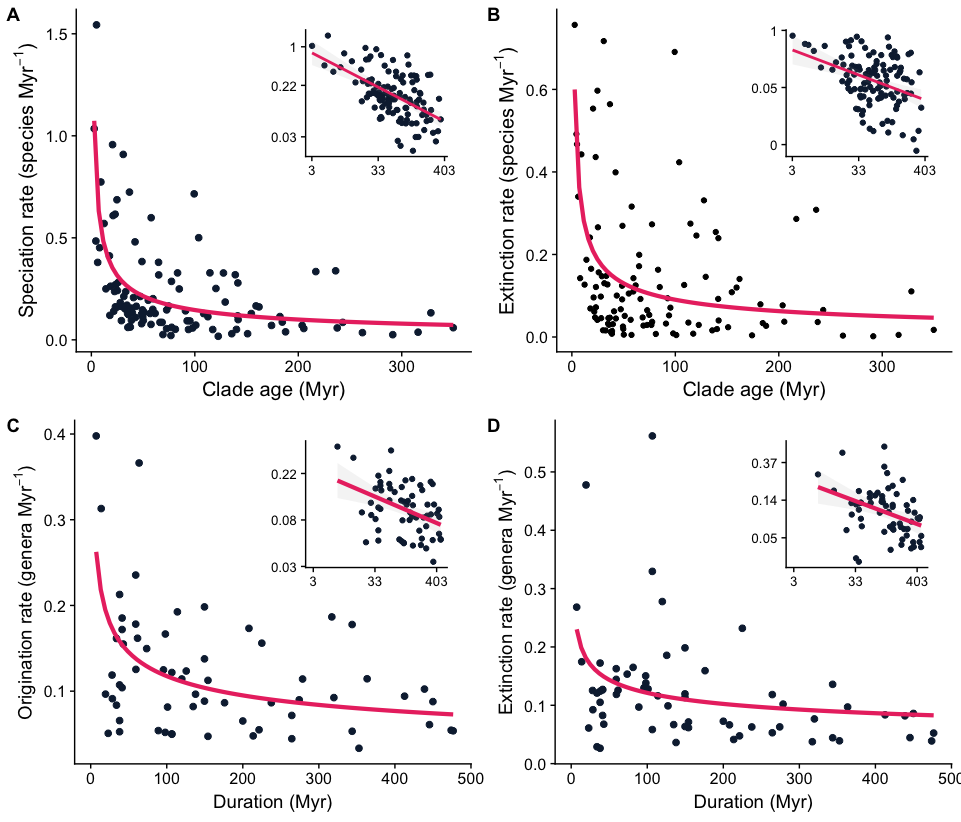 A
Speciation rate (species Myr⁻¹)
1.5
1.0
0.5
0.0
0 100 200 300
Clade age (Myr)
1
0.22
0.03
3 33 403
B
Extinction rate (species Myr⁻¹)
0.6
0.4
0.2
0.0
0 100 200 300
Clade age (Myr)
1
0.05
0
3 33 403
C
Origination rate (genera Myr⁻¹)
0.4
0.3
0.2
0.1
0 100 200 300 400 500
Duration (Myr)
0.22
0.08
0.03
3 33 403
D
Extinction rate (genera Myr⁻¹)
0.5
0.4
0.3
0.2
0.1
0.0
0 100 200 300 400 500
Duration (Myr)
0.37
0.14
0.05
3 33 403